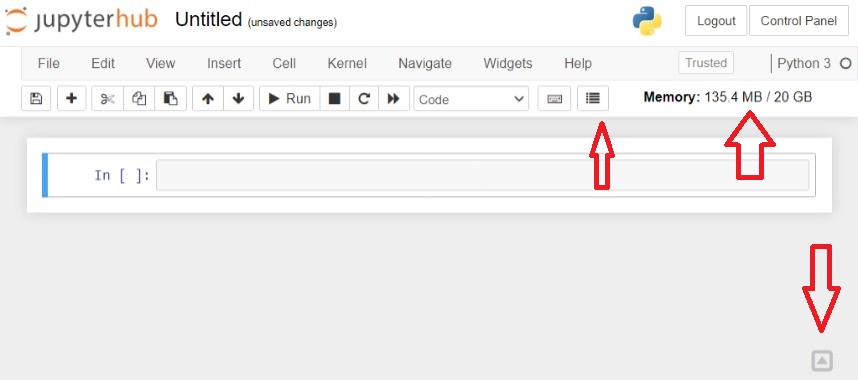 jupyterhub Untitled (unsaved changes) Logout Control Panel
File Edit View Insert Cell Kernel Navigate Widgets Help Trusted Python 3
Run Code Memory: 135.4 MB / 20 GB
In [ ]: